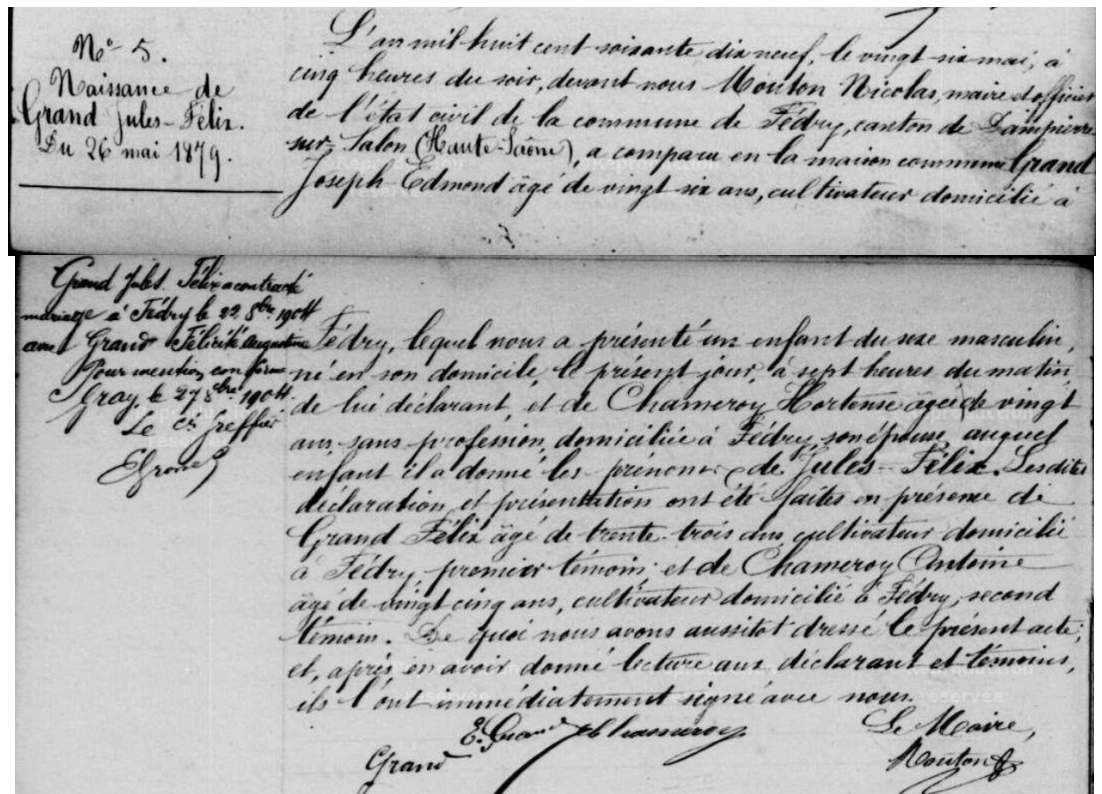 N° 5.
Naissance de
Grand Jules-Félix.
Du 26 mai 1879.
L'an mil huit cent soixante dix neuf, le vingt six mai, à
cinq heures du soir, devant nous Mouton Nicolas, maire et officier
de l'état civil de la commune de Fédry, canton de Dampierre
sur-Salon (Haute-Saône), a comparu en la maison commune Grand
Joseph-Edmond âgé de vingt six ans, cultivateur domicilié à
Grand Jules-Félix a contracté
mariage à Fédry le 22 8bre 1904
avec Grand Félicité Augustine
Pour mention conforme
Gray le 27 8bre 1904.
Le cs Greffier
Fédry, lequel nous a présenté un enfant du sexe masculin,
né en son domicile, le présent jour, à sept heures du matin,
de lui déclarant, et de Chameroy Hortense âgée de vingt
ans, sans profession, domiciliée à Fédry, son épouse, auquel
enfant il a donné les prénoms de Jules-Félix. Lesdites
déclaration et présentation ont été faites en présence de
Grand Félix âgé de trente-trois ans cultivateur domicilié
à Fédry, premier témoin; et de Chameroy Antoine
âgé de vingt cinq ans, cultivateur domicilié à Fédry, second
témoin. De quoi nous avons aussitot dressé le présent acte;
et, après en avoir donné lecture aux déclarant et témoins,
ils l'ont immédiatement signé avec nous.
E. Grand Chameroy
Le Maire,
Grand
Mouton